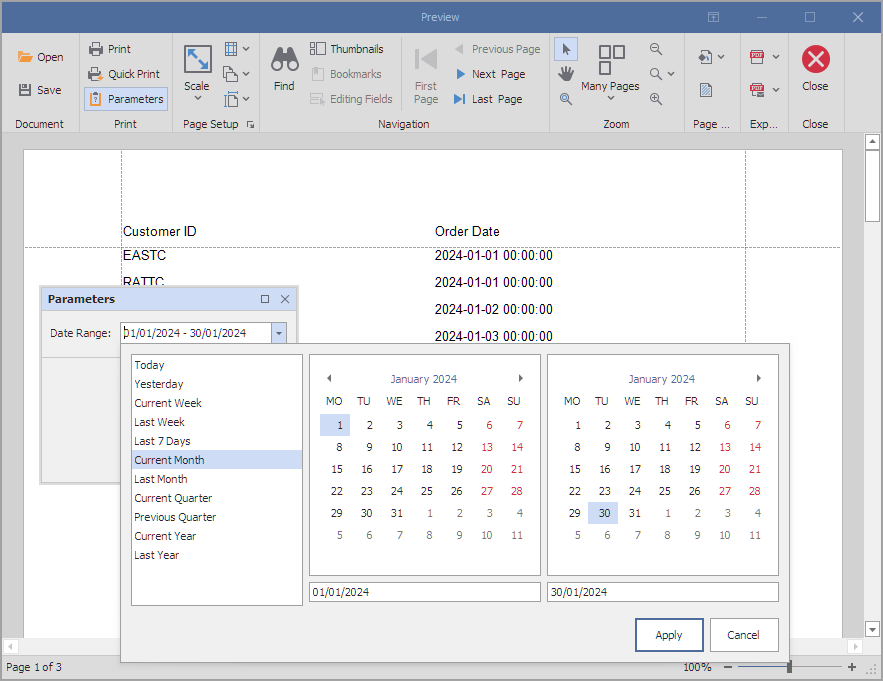 Preview
Open
Save
Document
Print
Quick Print
Parameters
Print
Scale
Page Setup
Find
Thumbnails
Bookmarks
Editing Fields
First Page
Previous Page
Next Page
Last Page
Navigation
Many Pages
Zoom
Page ...
PDF
PDF
Exp...
Close
Close
Customer ID Order Date
EASTC 2024-01-01 00:00:00
RATTC 2024-01-01 00:00:00
2024-01-02 00:00:00
2024-01-03 00:00:00
Parameters
Date Range: 01/01/2024 - 30/01/2024
Today
Yesterday
Current Week
Last Week
Last 7 Days
Current Month
Last Month
Current Quarter
Previous Quarter
Current Year
Last Year
January 2024
MO TU WE TH FR SA SU
1 2 3 4 5 6 7
8 9 10 11 12 13 14
15 16 17 18 19 20 21
22 23 24 25 26 27 28
29 30 31 1 2 3 4
5 6 7 8 9 10 11
01/01/2024
January 2024
MO TU WE TH FR SA SU
1 2 3 4 5 6 7
8 9 10 11 12 13 14
15 16 17 18 19 20 21
22 23 24 25 26 27 28
29 30 31 1 2 3 4
5 6 7 8 9 10 11
30/01/2024
Apply Cancel
Page 1 of 3 100%